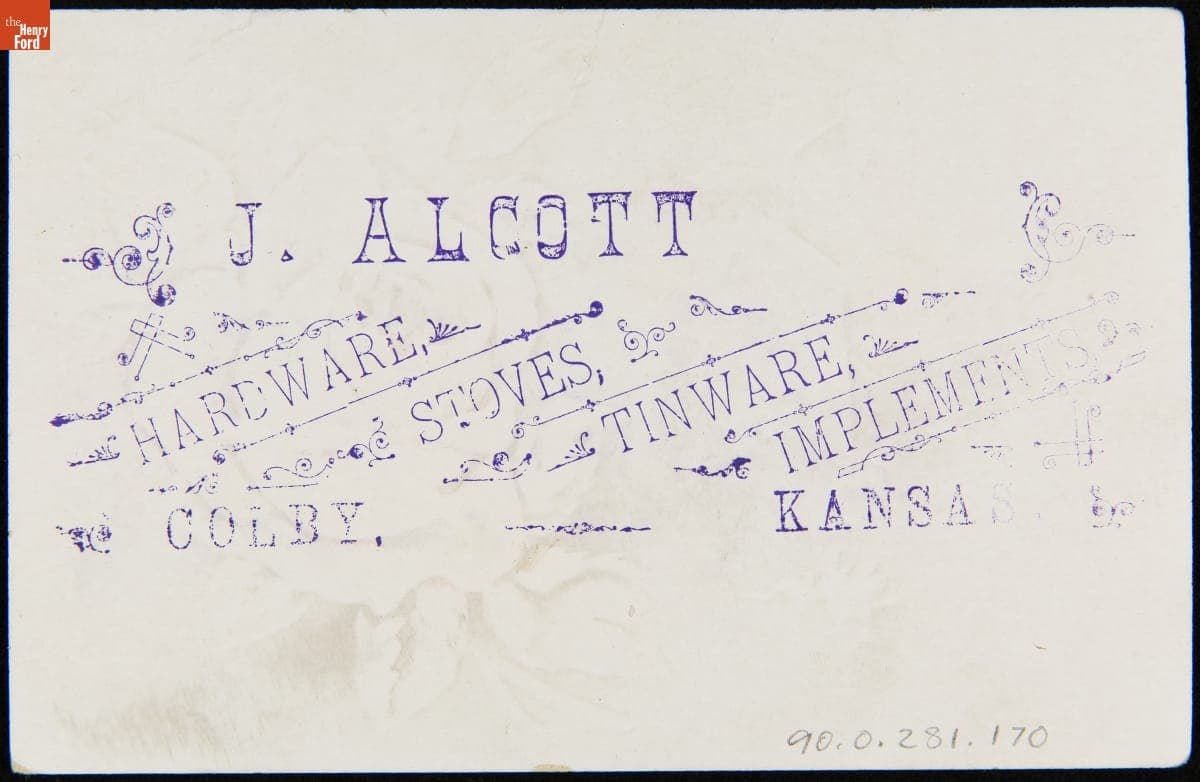 the
Henry
Ford
J. ALCOTT
HARDWARE,
STOVES,
TINWARE,
IMPLEMENTS
COLBY, KANSAS.
90.0.281.170